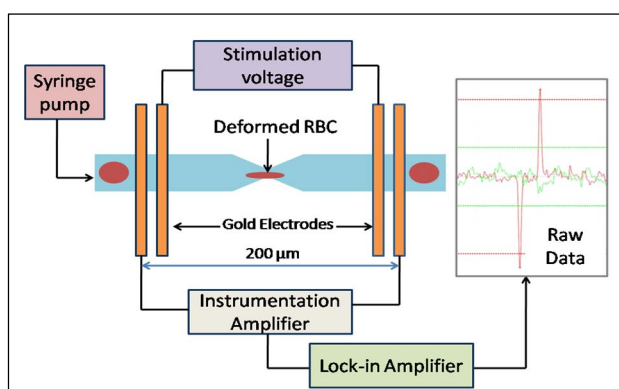 Stimulation
voltage
Syringe
pump
Deformed RBC
Gold Electrodes
200 µm
Raw
Data
Instrumentation
Amplifier
Lock-in Amplifier